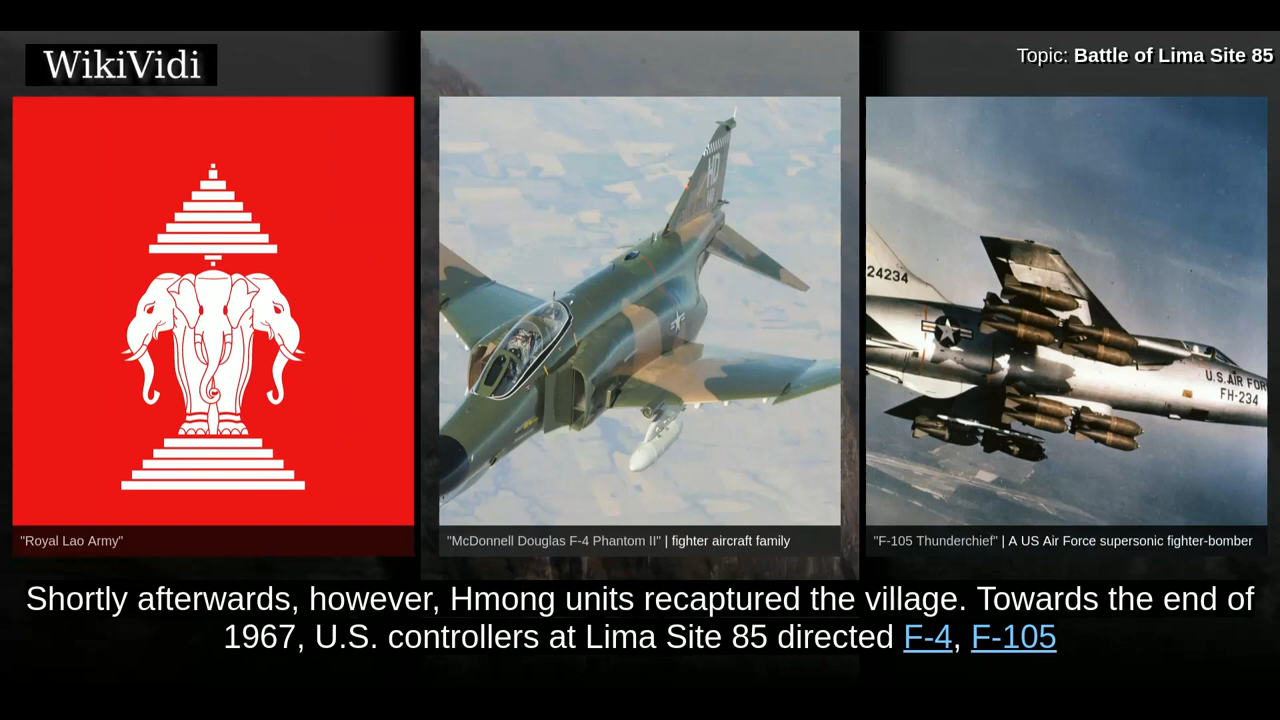 WikiVidi
Topic: Battle of Lima Site 85
HD
24234
U.S. AIR FOR
FH-234
"Royal Lao Army"
"McDonnell Douglas F-4 Phantom II" | fighter aircraft family
"F-105 Thunderchief" | A US Air Force supersonic fighter-bomber
Shortly afterwards, however, Hmong units recaptured the village. Towards the end of
1967, U.S. controllers at Lima Site 85 directed F-4, F-105